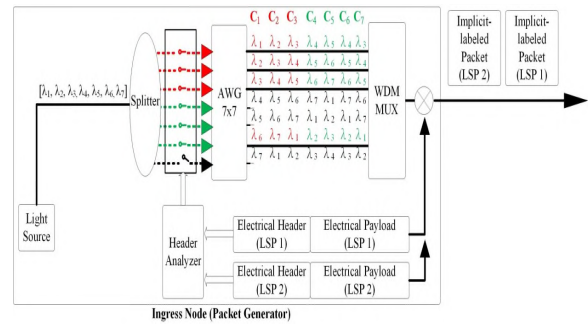 C₁ C₂ C₃ C₄ C₅ C₆ C₇
Implicit-labeled Packet (LSP 2)
Implicit-labeled Packet (LSP 1)
[λ₁, λ₂, λ₃, λ₄, λ₅, λ₆, λ₇]
Splitter
AWG
7x7
λ₁ λ₂ λ₃ λ₄ λ₅ λ₄ λ₃
λ₂ λ₃ λ₄ λ₅ λ₆ λ₅ λ₄
λ₃ λ₄ λ₅ λ₆ λ₇ λ₆ λ₅
λ₄ λ₅ λ₆ λ₇ λ₁ λ₇ λ₆
λ₅ λ₆ λ₇ λ₁ λ₂ λ₁ λ₇
λ₆ λ₇ λ₁ λ₂ λ₃ λ₂ λ₁
λ₇ λ₁ λ₂ λ₃ λ₄ λ₃ λ₂
WDM
MUX
Light
Source
Header
Analyzer
Electrical Header
(LSP 1)
Electrical Payload
(LSP 1)
Electrical Header
(LSP 2)
Electrical Payload
(LSP 2)
Ingress Node (Packet Generator)